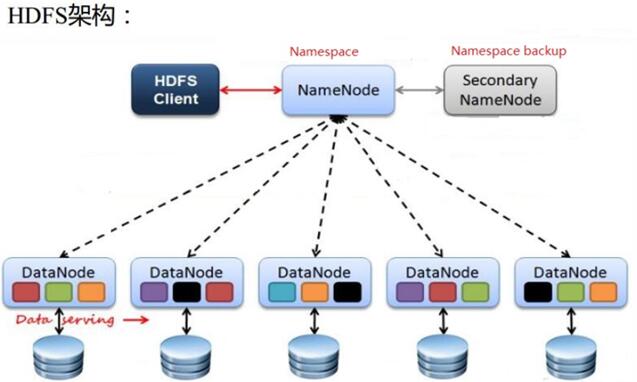 HDFS架构：
Namespace
Namespace backup
HDFS
Client
NameNode
Secondary
NameNode
DataNode
DataNode
DataNode
DataNode
DataNode
Data serving